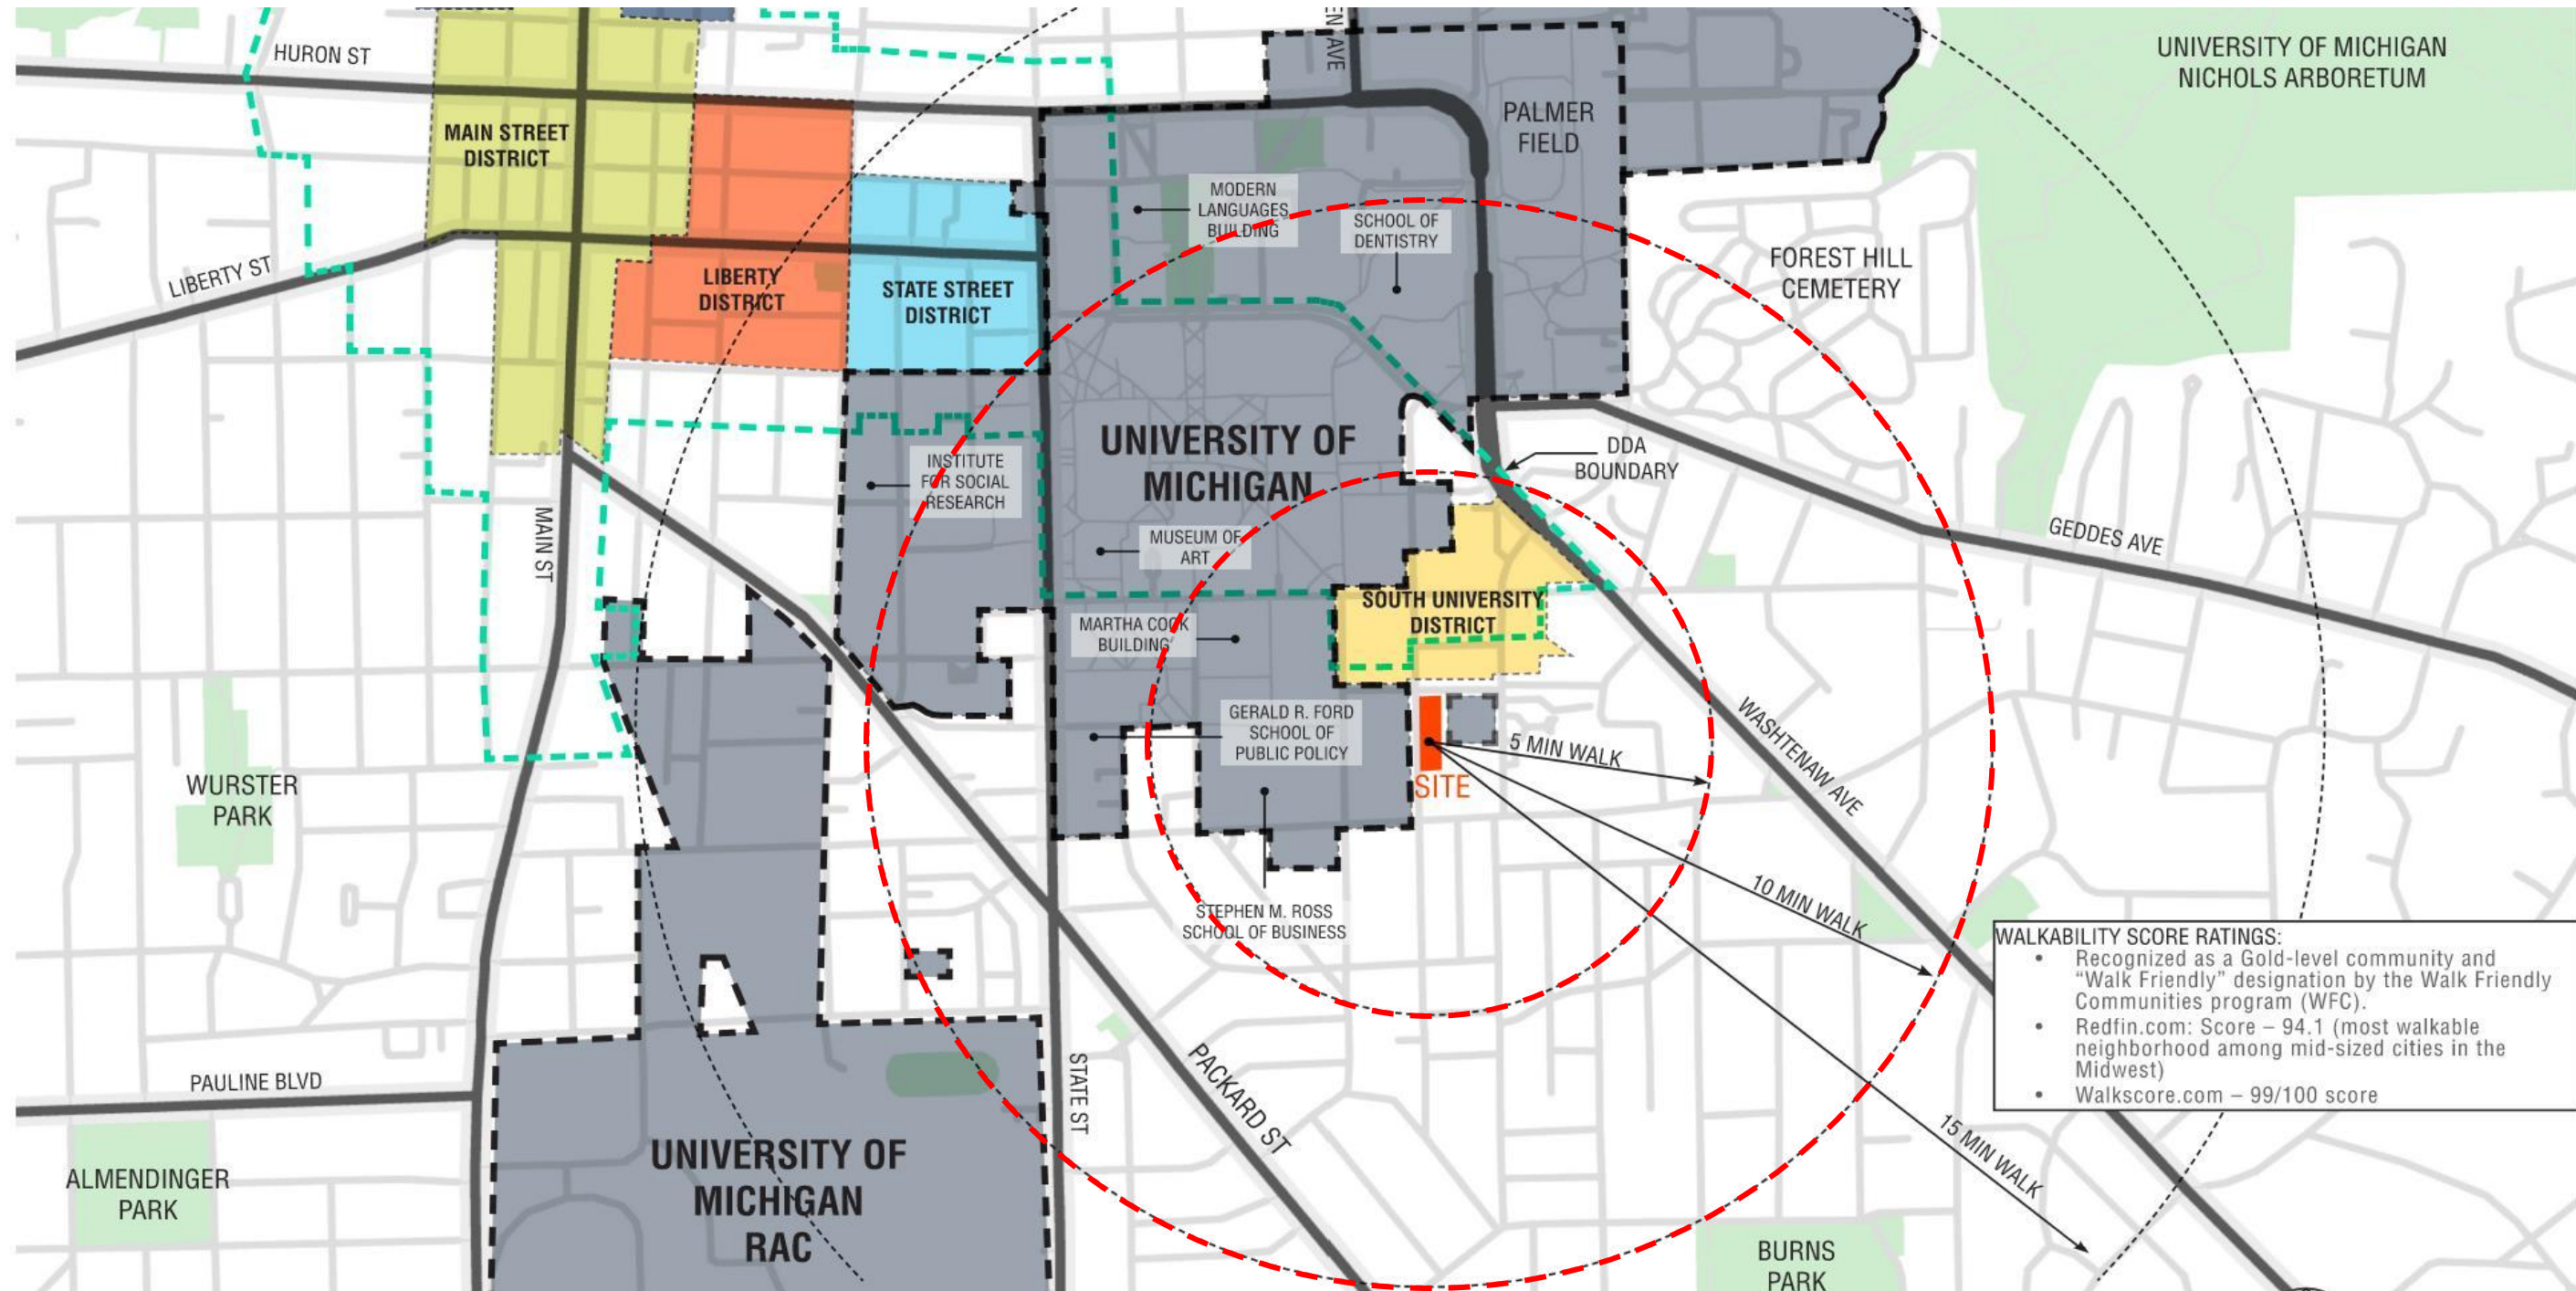 HURON ST
EN AVE
UNIVERSITY OF MICHIGAN
NICHOLS ARBORETUM
MAIN STREET
DISTRICT
PALMER
FIELD
MODERN
LANGUAGES
BUILDING
SCHOOL OF
DENTISTRY
FOREST HILL
CEMETERY
LIBERTY ST
LIBERTY
DISTRICT
STATE STREET
DISTRICT
UNIVERSITY OF
MICHIGAN
DDA
BOUNDARY
INSTITUTE
FOR SOCIAL
RESEARCH
MAIN ST
MUSEUM OF
ART
GEDDES AVE
SOUTH UNIVERSITY
DISTRICT
MARTHA COOK
BUILDING
GERALD R. FORD
SCHOOL OF
PUBLIC POLICY
5 MIN WALK
WASHTENAW AVE
SITE
WURSTER
PARK
10 MIN WALK
STEPHEN M. ROSS
SCHOOL OF BUSINESS
WALKABILITY SCORE RATINGS:
• Recognized as a Gold-level community and
“Walk Friendly” designation by the Walk Friendly
Communities program (WFC).
• Redfin.com: Score – 94.1 (most walkable
neighborhood among mid-sized cities in the
Midwest)
• Walkscore.com – 99/100 score
PAULINE BLVD
STATE ST
PACKARD ST
15 MIN WALK
UNIVERSITY OF
MICHIGAN
RAC
ALMENDINGER
PARK
BURNS
PARK